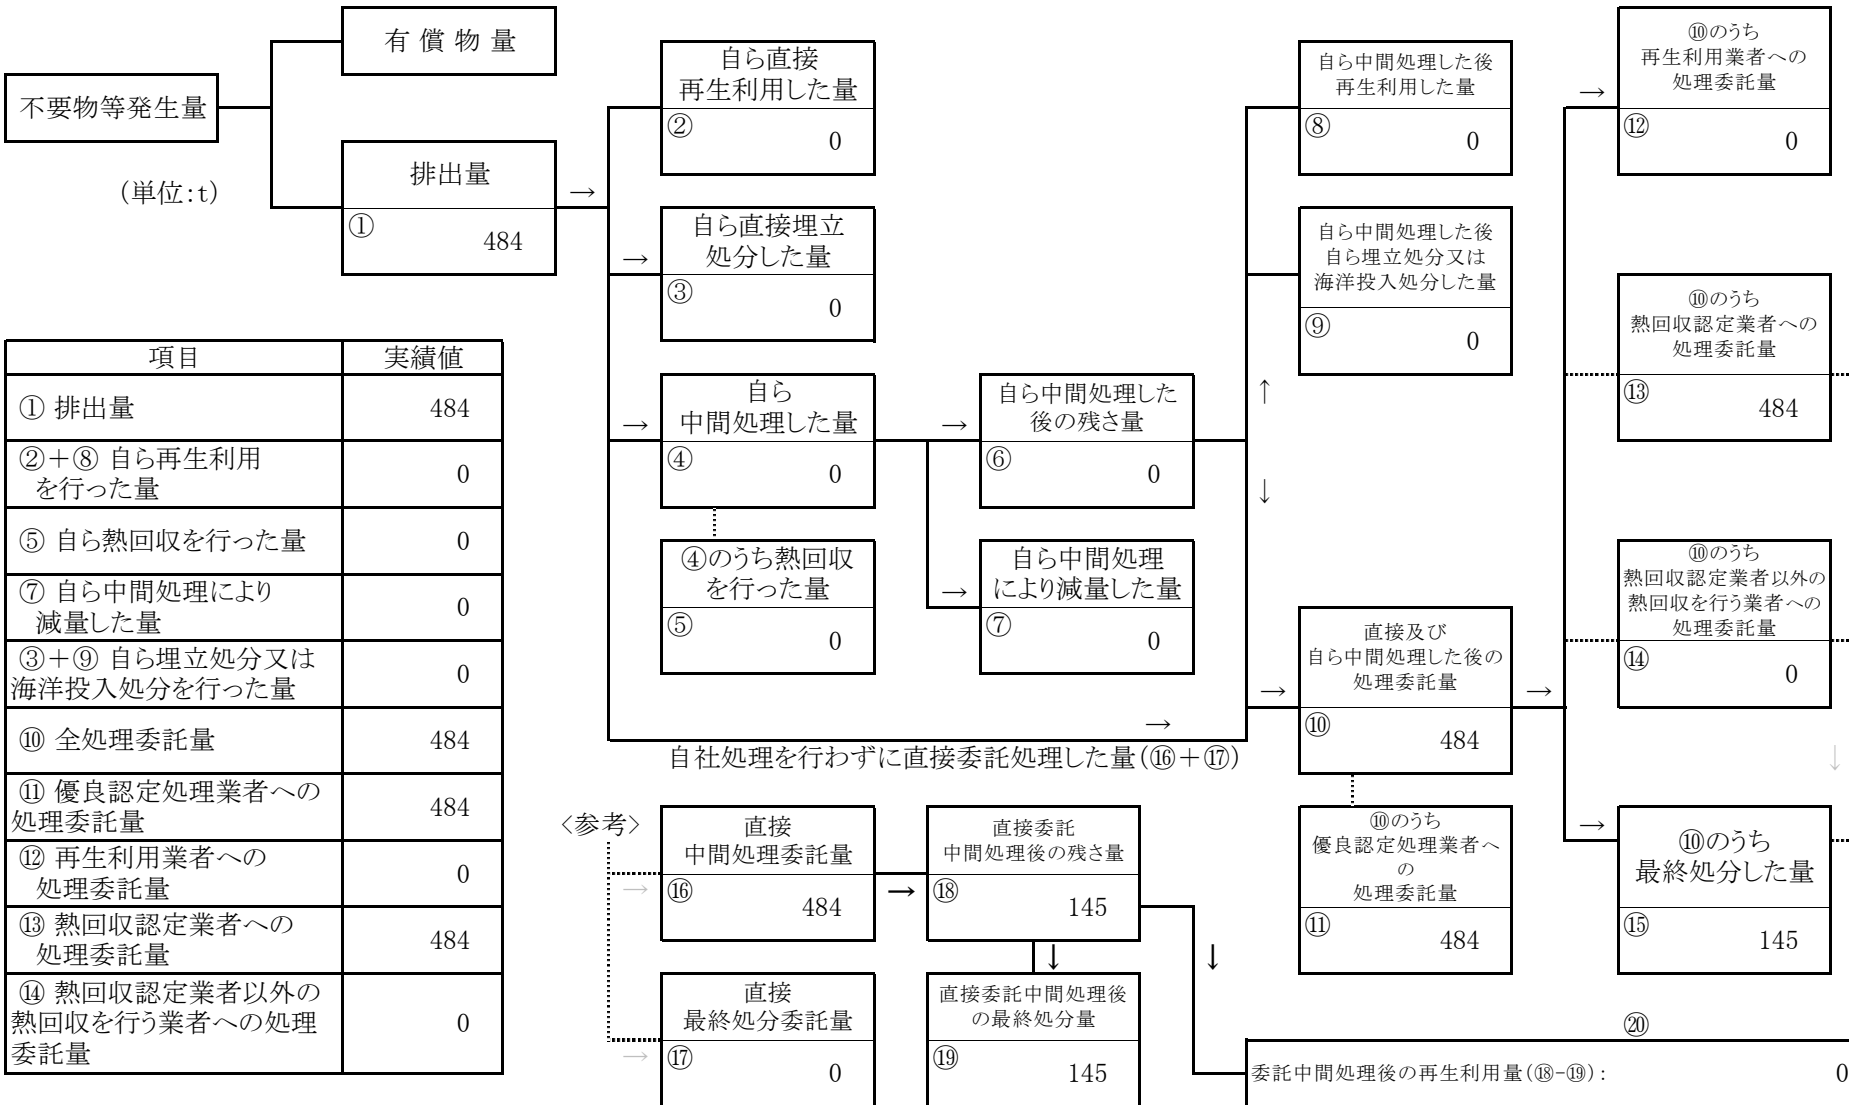 不要物等発生量
(単位:t)
有償物量
排出量
①
484
自ら直接
再生利用した量
②
0
自ら直接埋立
処分した量
③
0
自ら
中間処理した量
④
0
④のうち熱回収
を行った量
⑤
0
自ら中間処理した
後の残さ量
⑥
0
自ら中間処理
により減量した量
⑦
0
自ら中間処理した後
再生利用した量
⑧
0
自ら中間処理した後
自ら埋立処分又は
海洋投入処分した量
⑨
0
直接及び
自ら中間処理した後の
処理委託量
⑩
484
⑩のうち
優良認定処理業者へ
の
処理委託量
⑪
484
⑩のうち
再生利用業者への
処理委託量
⑫
0
⑩のうち
熱回収認定業者への
処理委託量
⑬
484
⑩のうち
熱回収認定業者以外の
熱回収を行う業者への
処理委託量
⑭
0
⑩のうち
最終処分した量
⑮
145
→
→
→
→
→
→
→
→
→
→
↑
↓
↓
自社処理を行わずに直接委託処理した量(⑯+⑰)
項目 実績値
① 排出量 484
②+⑧ 自ら再生利用
を行った量 0
⑤ 自ら熱回収を行った量 0
⑦ 自ら中間処理により
減量した量 0
③+⑨ 自ら埋立処分又は
海洋投入処分を行った量 0
⑩ 全処理委託量 484
⑪ 優良認定処理業者への
処理委託量 484
⑫ 再生利用業者への
処理委託量 0
⑬ 熱回収認定業者への
処理委託量 484
⑭ 熱回収認定業者以外の
熱回収を行う業者への処理
委託量 0
〈参考〉
→
→
直接
中間処理委託量
⑯
484
→
直接委託
中間処理後の残さ量
⑱
145
↓
↓
直接
最終処分委託量
⑰
0
直接委託中間処理後
の最終処分量
⑲
145
⑳
委託中間処理後の再生利用量(⑱-⑲): 0